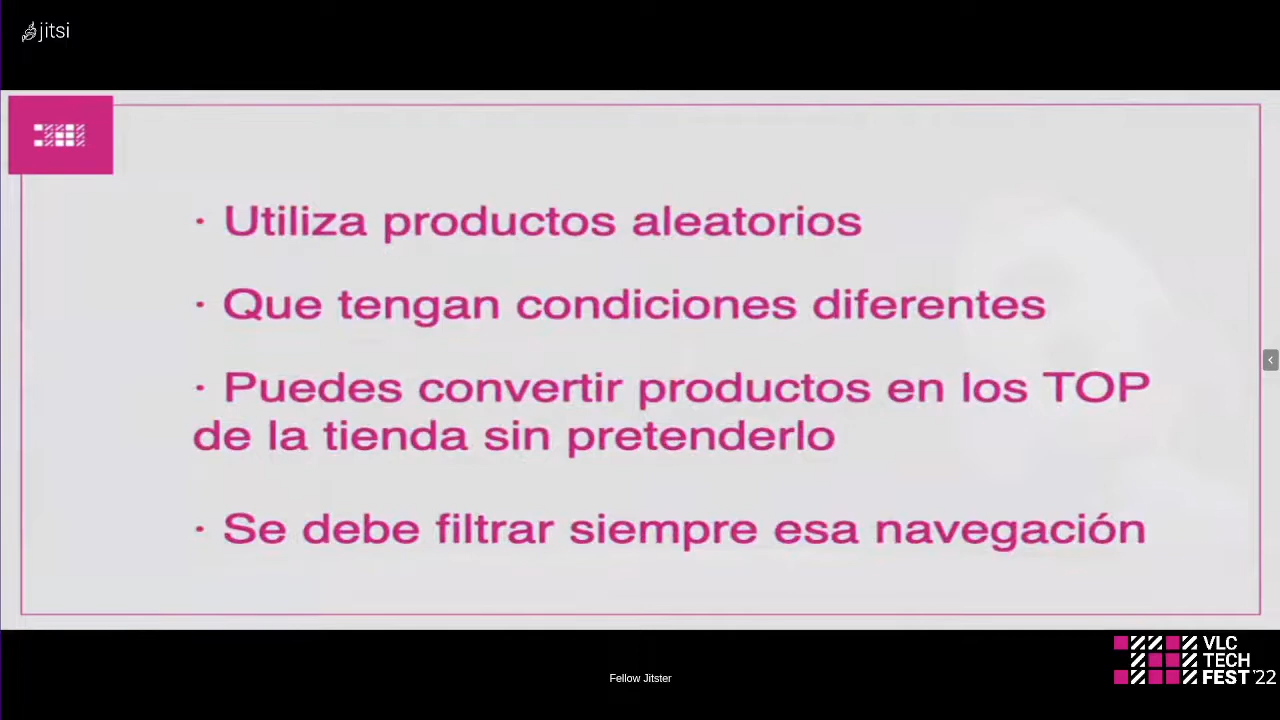 jitsi
· Utiliza productos aleatorios
· Que tengan condiciones diferentes
· Puedes convertir productos en los TOP
de la tienda sin pretenderlo
· Se debe filtrar siempre esa navegación
VLC
TECH
FEST '22
Fellow Jitster